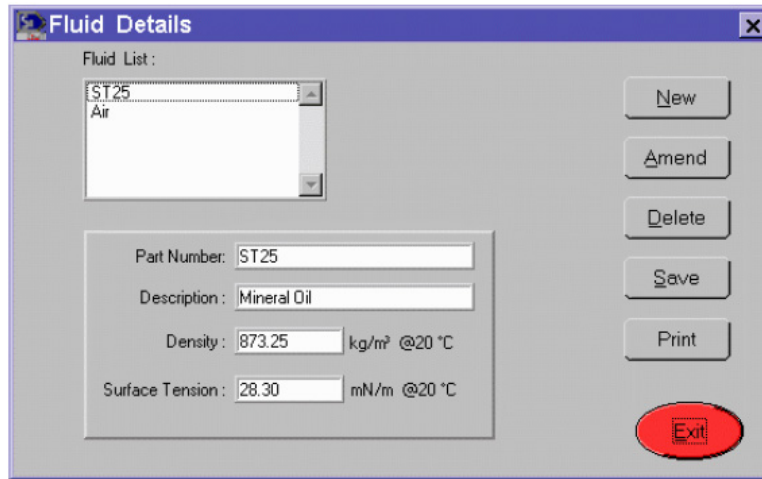 Fluid Details
Fluid List :
ST25
Air
New
Amend
Delete
Save
Print
Exit
Part Number: ST25
Description : Mineral Oil
Density : 873.25 kg/m³ @20 °C
Surface Tension : 28.30 mN/m @20 °C